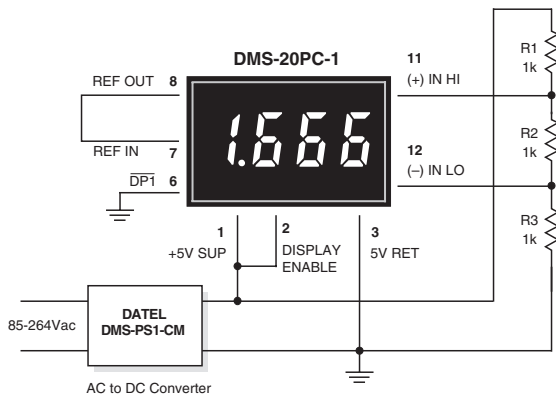 DMS-20PC-1
REF OUT 8
REF IN 7
DP1 6
1.666
11
(+) IN HI
12
(–) IN LO
R1
1k
R2
1k
R3
1k
1
+5V SUP
2
DISPLAY
ENABLE
3
5V RET
85-264Vac
DATEL
DMS-PS1-CM
AC to DC Converter